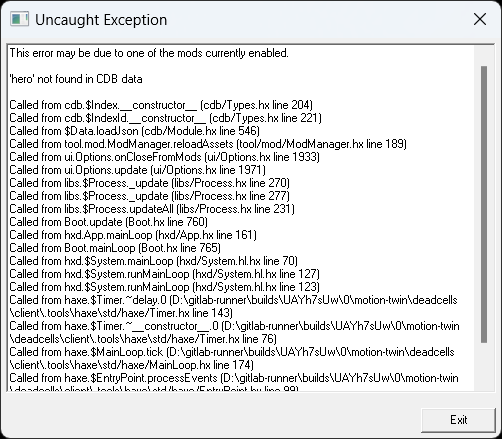 Uncaught Exception
This error may be due to one of the mods currently enabled.
'hero' not found in CDB data
Called from cdb.$Index.__constructor__ (cdb/Types.hx line 204)
Called from cdb.$IndexId.__constructor__ (cdb/Types.hx line 221)
Called from $Data.loadJson (cdb/Module.hx line 546)
Called from tool.mod.ModManager.reloadAssets (tool/mod/ModManager.hx line 189)
Called from ui.Options.onCloseFromMods (ui/Options.hx line 1933)
Called from ui.Options.update (ui/Options.hx line 1971)
Called from libs.$Process._update (libs/Process.hx line 270)
Called from libs.$Process._update (libs/Process.hx line 277)
Called from libs.$Process.updateAll (libs/Process.hx line 231)
Called from Boot.update (Boot.hx line 760)
Called from hxd.App.mainLoop (hxd/App.hx line 161)
Called from Boot.mainLoop (Boot.hx line 765)
Called from hxd.$System.mainLoop (hxd/System.hl.hx line 70)
Called from hxd.$System.runMainLoop (hxd/System.hl.hx line 127)
Called from hxd.$System.runMainLoop (hxd/System.hl.hx line 123)
Called from haxe.$Timer.~delay.0 (D:\gitlab-runner\builds\UAYh7sUw\0\motion-twin\deadcells
\client\.tools\haxe\std/haxe/Timer.hx line 143)
Called from haxe.$Timer.~__constructor__.0 (D:\gitlab-runner\builds\UAYh7sUw\0\motion-twin
\deadcells\client\.tools\haxe\std/haxe/Timer.hx line 76)
Called from haxe.$MainLoop.tick (D:\gitlab-runner\builds\UAYh7sUw\0\motion-twin\deadcells
\client\.tools\haxe\std/haxe/MainLoop.hx line 174)
Called from haxe.$EntryPoint.processEvents (D:\gitlab-runner\builds\UAYh7sUw\0\motion-twin
\deadcells\client\.tools\haxe\std/haxe/EntryPoint.hx line 99)
Exit